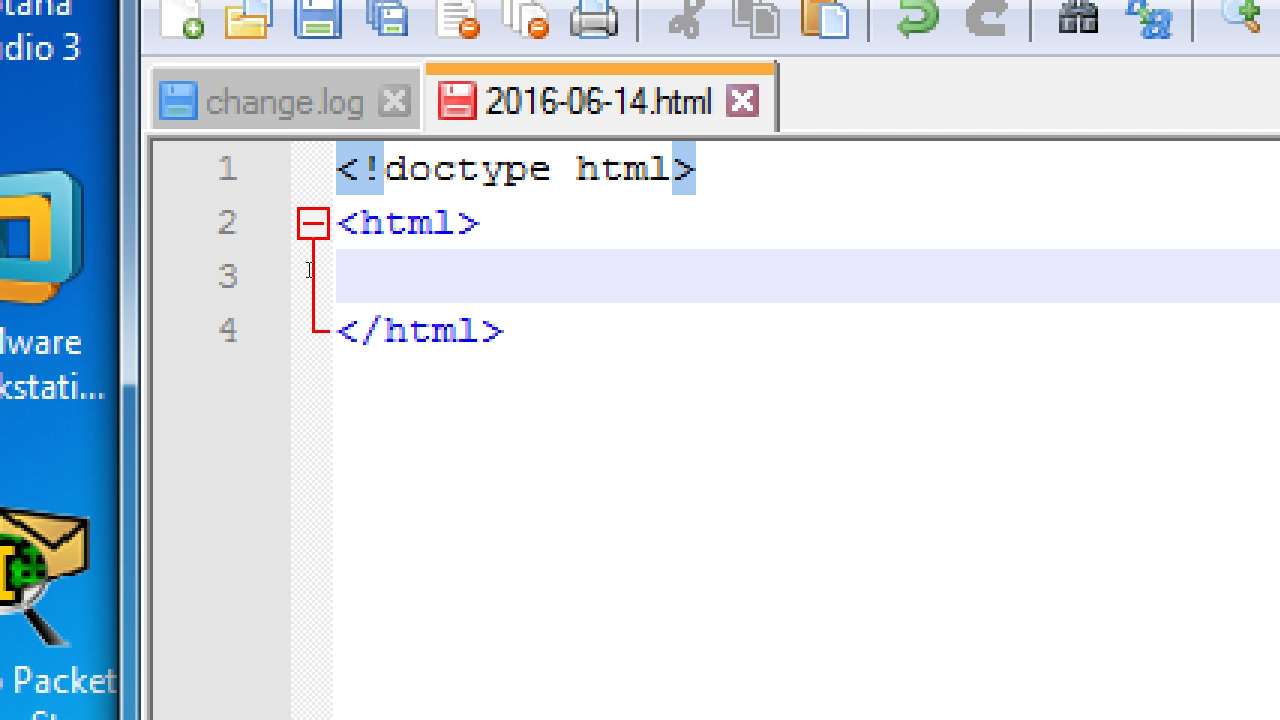 dio 3
change.log
2016-06-14.html
1 <!doctype html>
2 <html>
3
4 </html>
lware
kstati...
Packet